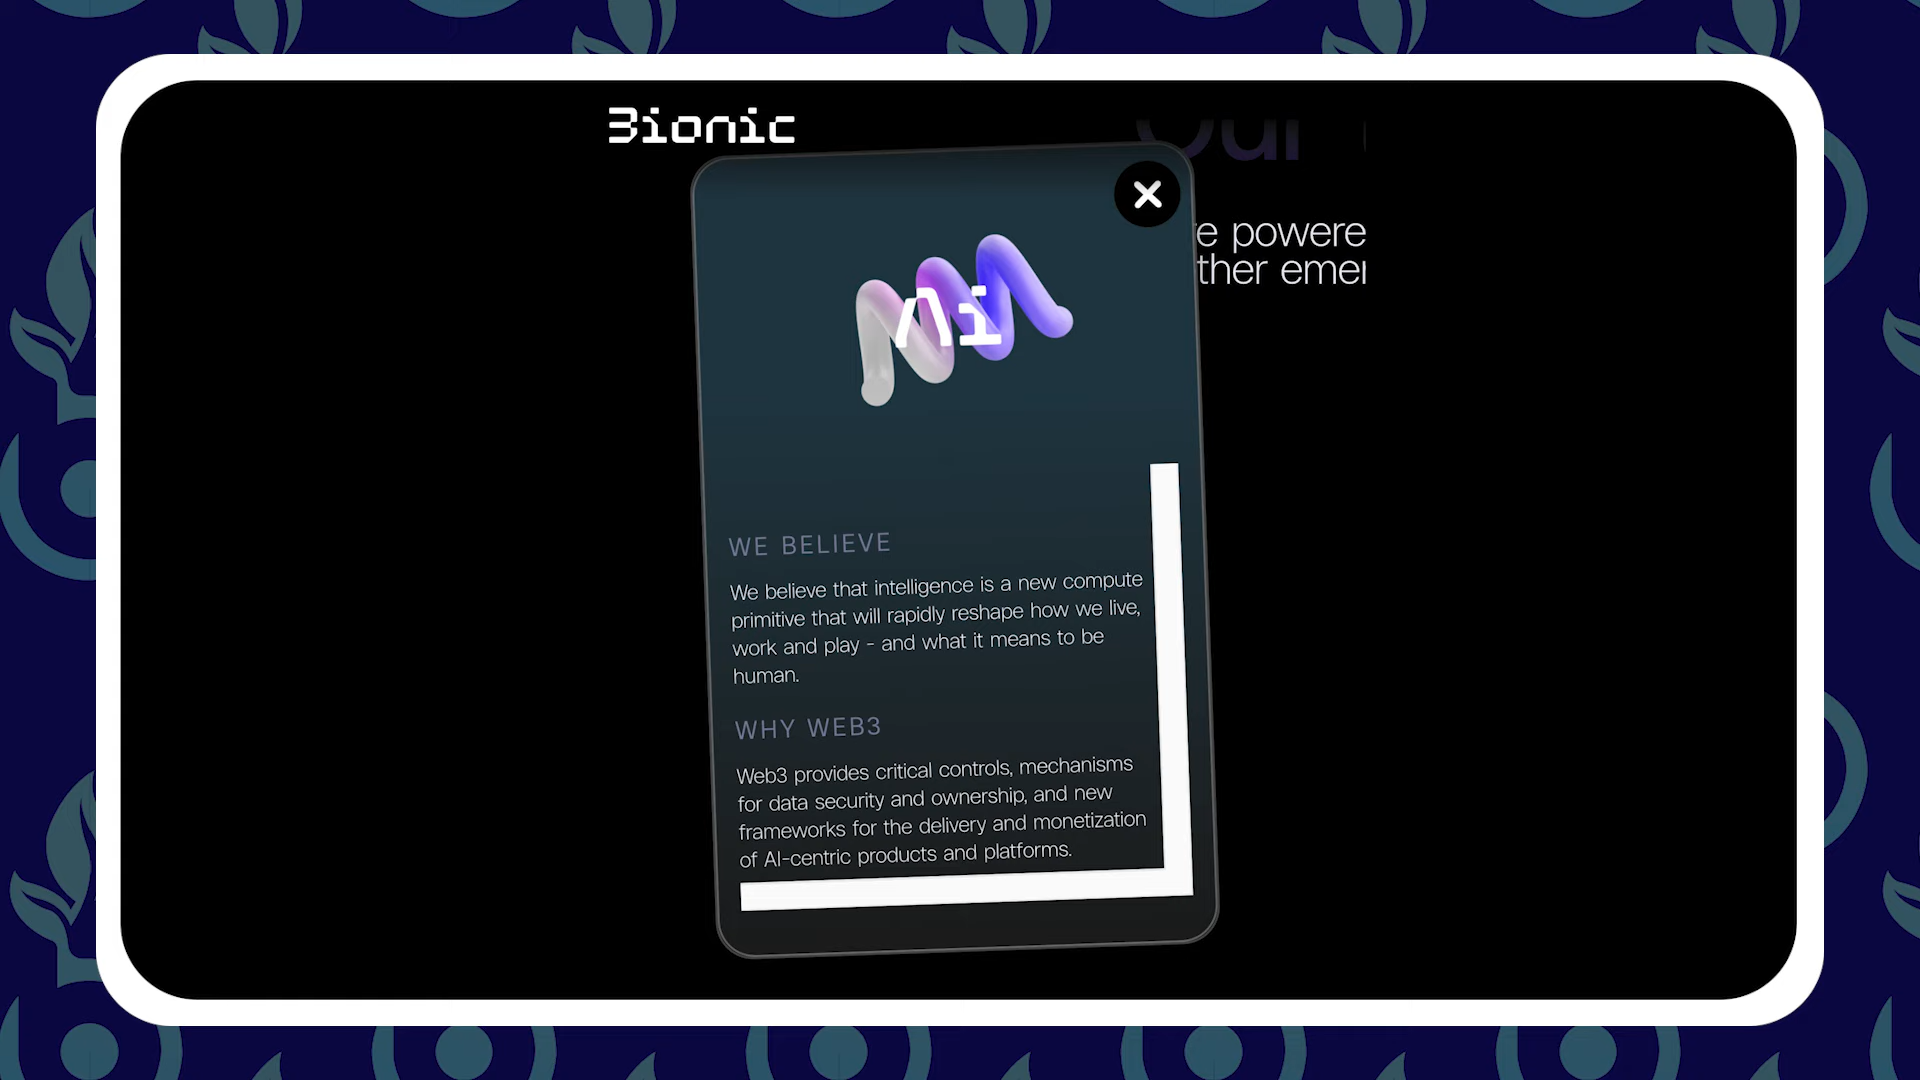 Bionic
Our
re powere
ther emer
Ai
WE BELIEVE
We believe that intelligence is a new compute
primitive that will rapidly reshape how we live,
work and play - and what it means to be
human.
WHY WEB3
Web3 provides critical controls, mechanisms
for data security and ownership, and new
frameworks for the delivery and monetization
of AI-centric products and platforms.